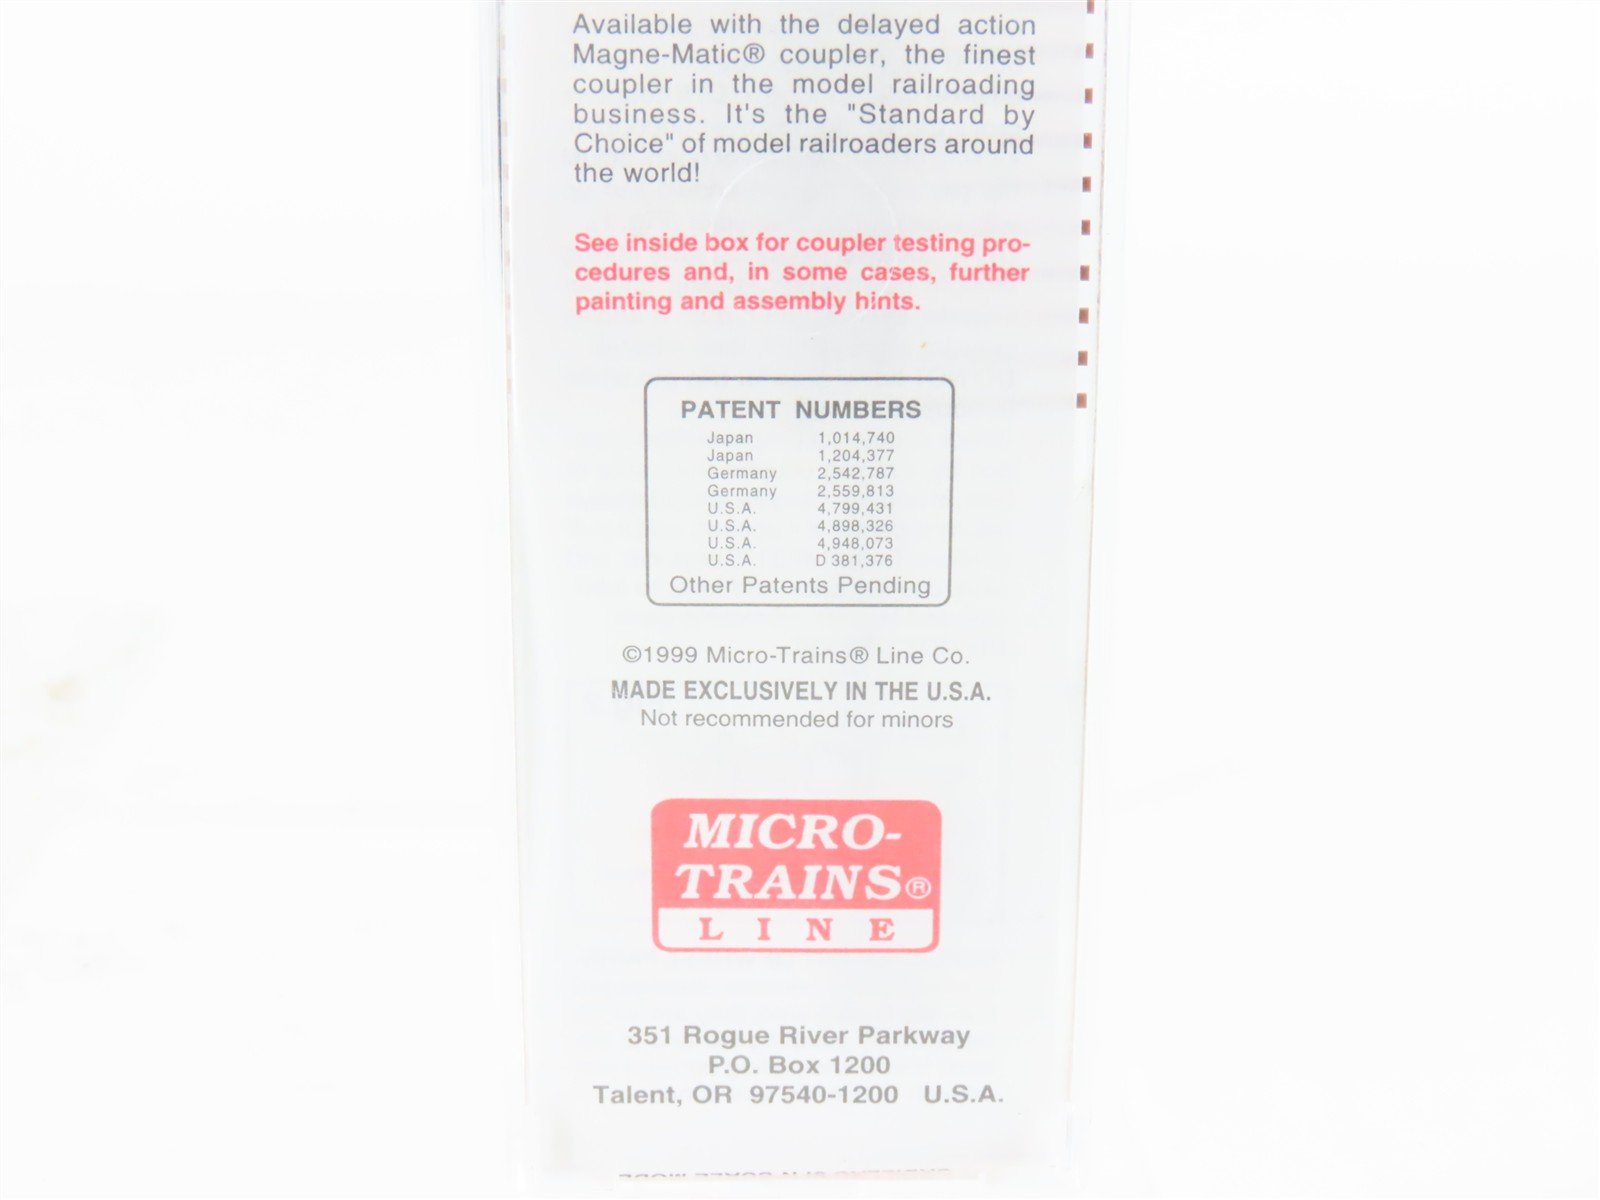 Available with the delayed action
Magne-Matic® coupler, the finest
coupler in the model railroading
business. It's the "Standard by
Choice" of model railroaders around
the world!
See inside box for coupler testing pro-
cedures and, in some cases, further
painting and assembly hints.
PATENT NUMBERS
Japan 1,014,740
Japan 1,204,377
Germany 2,542,787
Germany 2,559,813
U.S.A. 4,799,431
U.S.A. 4,898,326
U.S.A. 4,948,073
U.S.A. D 381,376
Other Patents Pending
©1999 Micro-Trains® Line Co.
MADE EXCLUSIVELY IN THE U.S.A.
Not recommended for minors
MICRO-
TRAINS®
LINE
351 Rogue River Parkway
P.O. Box 1200
Talent, OR 97540-1200 U.S.A.